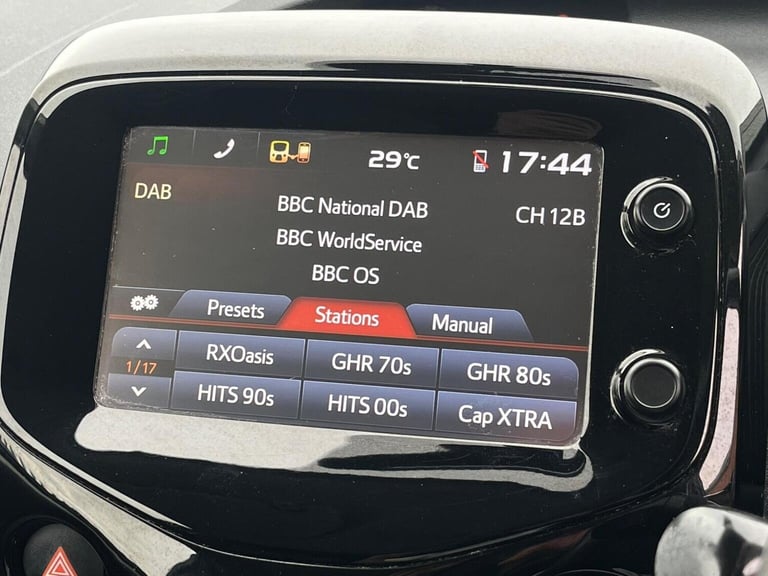 29°C 17:44
DAB BBC National DAB CH 12B
BBC WorldService
BBC OS
Presets Stations Manual
RXOasis GHR 70s GHR 80s
1/17
HITS 90s HITS 00s Cap XTRA